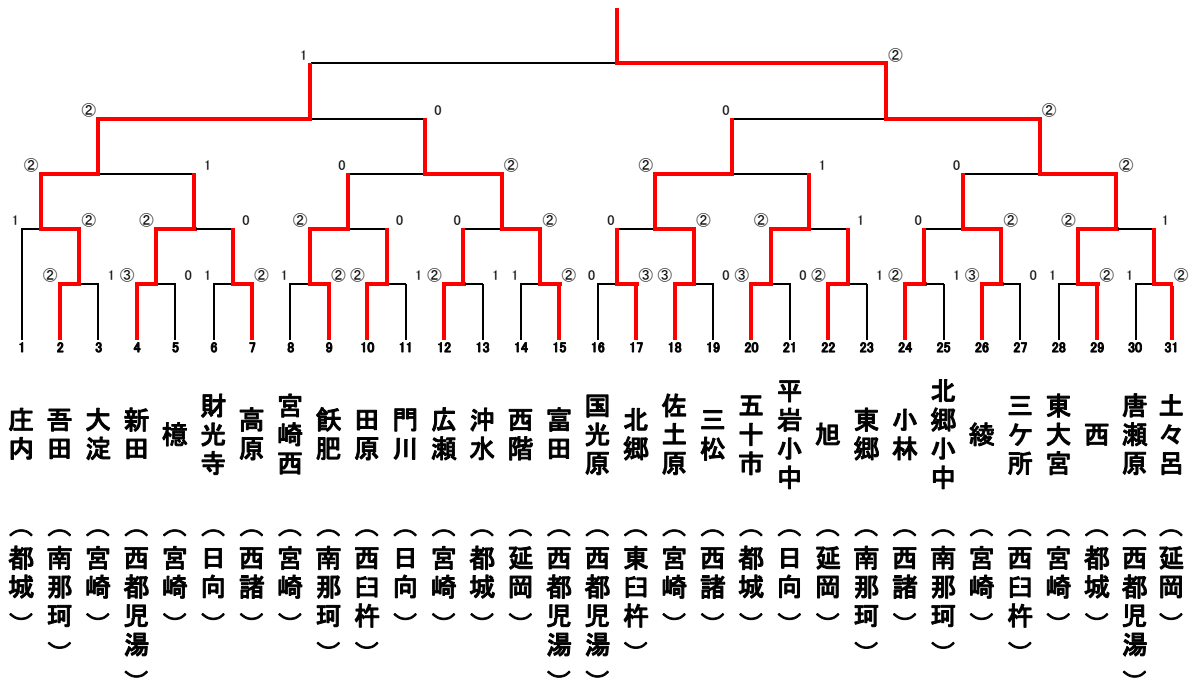 1 ②
② 0 0 ②
② 1 0 ② ② 1 0 ②
1 ② ② 0 ② 0 0 ② 0 ② ② 1 0 ② ② 1
② 1 ③ 0 1 ② 1 ② ② 1 ② 1 1 ② 0 ③ ③ 0 ③ 0 ② 1 ② 1 ③ 0 1 ② 1 ②
1 2 3 4 5 6 7 8 9 10 11 12 13 14 15 16 17 18 19 20 21 22 23 24 25 26 27 28 29 30 31
庄内
吾田
大淀
新田
檍
財光寺
高原
宮崎西
飫肥
田原
門川
広瀬
沖水
西階
富田
国光原
北郷
佐土原
三松
五十市
平岩小中
旭
東郷
小林
北郷小中
綾
三ケ所
東大宮
西
唐瀬原
土々呂
（都城）
（南那珂）
（宮崎）
（西都児湯）
（宮崎）
（日向）
（西諸）
（宮崎）
（南那珂）
（西臼杵）
（日向）
（宮崎）
（都城）
（延岡）
（西都児湯）
（西都児湯）
（東臼杵）
（宮崎）
（西諸）
（都城）
（日向）
（延岡）
（南那珂）
（西諸）
（南那珂）
（宮崎）
（西臼杵）
（宮崎）
（都城）
（西都児湯）
（延岡）